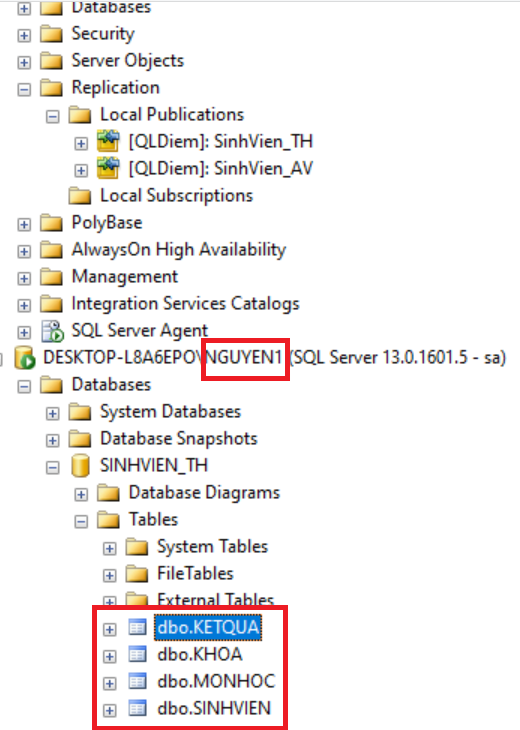 Databases
Security
Server Objects
Replication
Local Publications
[QLDiem]: SinhVien_TH
[QLDiem]: SinhVien_AV
Local Subscriptions
PolyBase
AlwaysOn High Availability
Management
Integration Services Catalogs
SQL Server Agent
DESKTOP-L8A6EPO\NGUYEN1 (SQL Server 13.0.1601.5 - sa)
Databases
System Databases
Database Snapshots
SINHVIEN_TH
Database Diagrams
Tables
System Tables
FileTables
External Tables
dbo.KETQUA
dbo.KHOA
dbo.MONHOC
dbo.SINHVIEN